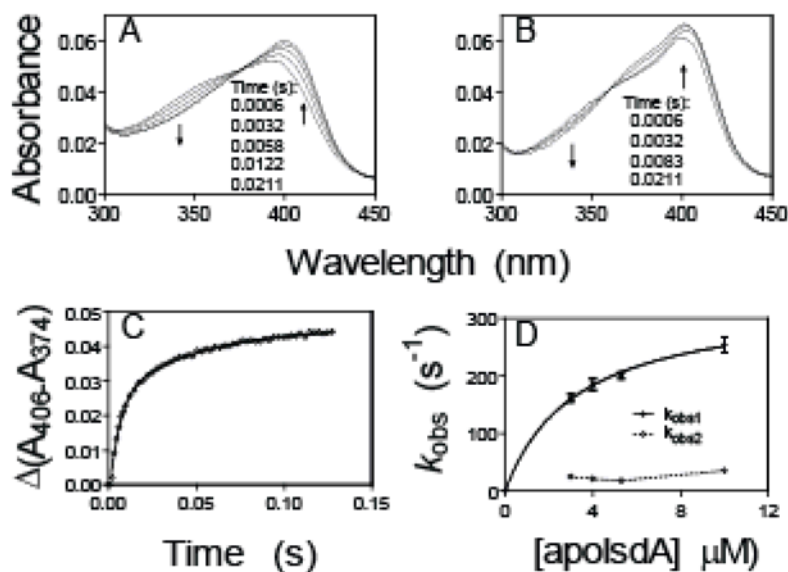 A
Absorbance
0.06
0.04
0.02
0.00
Time (s):
0.0006
0.0032
0.0058
0.0122
0.0211
300 350 400 450
B
0.06
0.04
0.02
0.00
Time (s):
0.0006
0.0032
0.0083
0.0211
300 350 400 450
Wavelength (nm)
C
Δ(A406-A374)
0.05
0.04
0.03
0.02
0.01
0.00
0.00 0.05 0.10 0.15
Time (s)
D
kobs (s-1)
300
200
100
0
kobs1
kobs2
0 4 8 12
[apoIsdA] μM